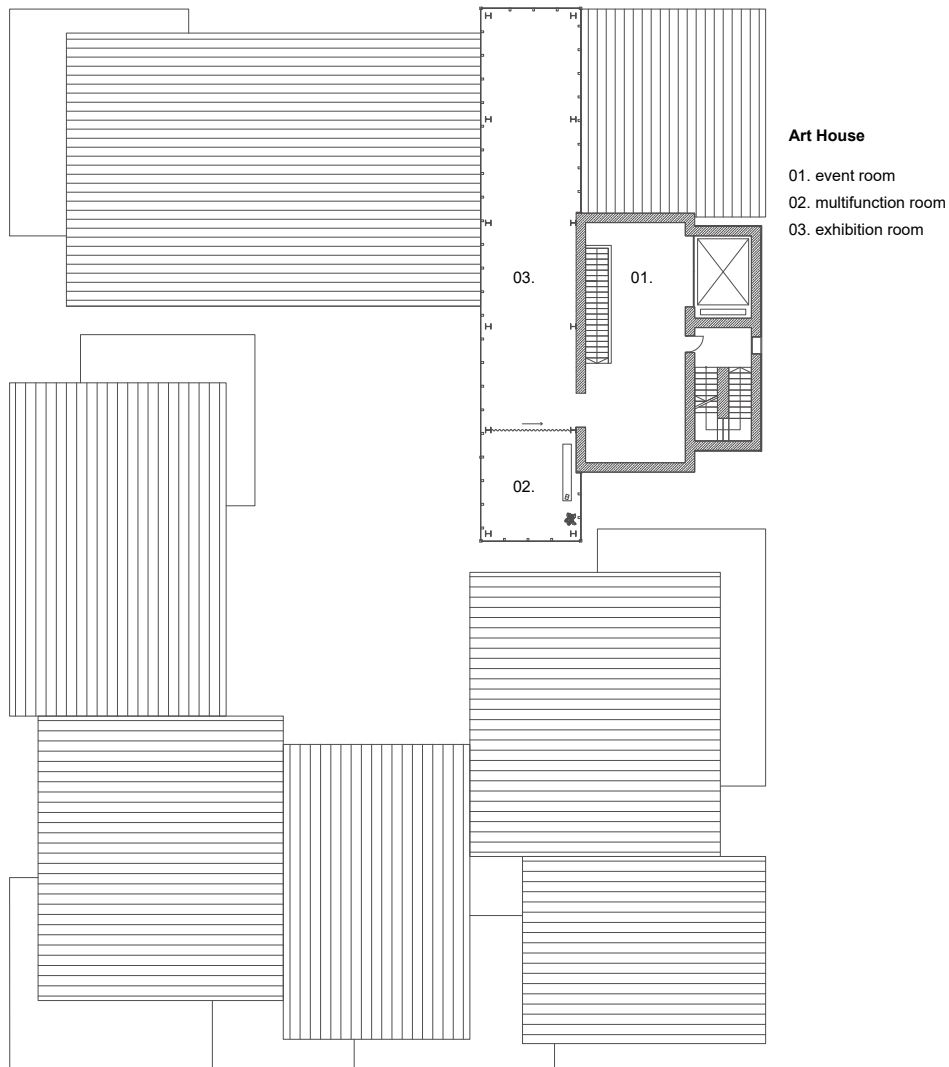 Art House
01. event room
02. multifunction room
03. exhibition room
03.
01.
02.